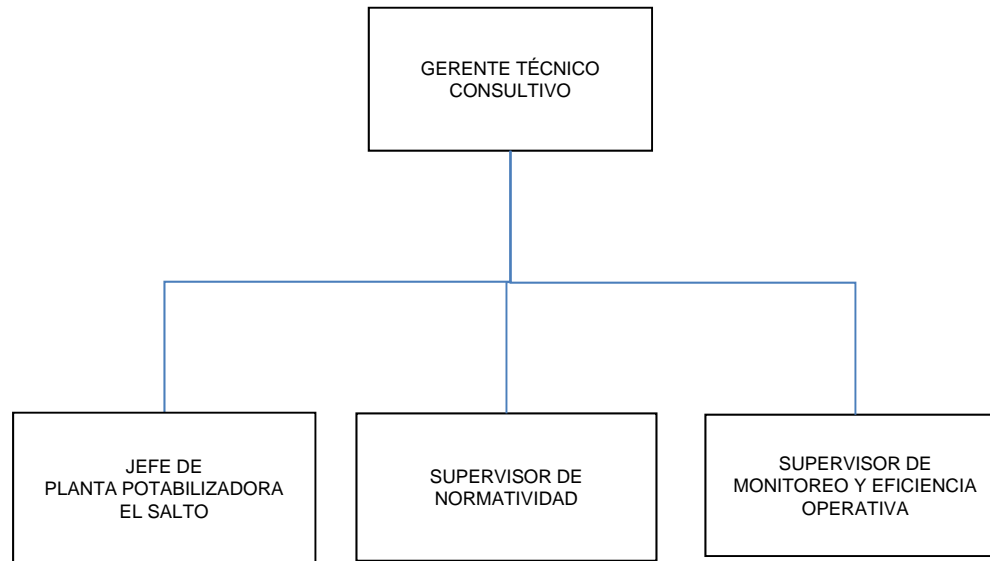 GERENTE TÉCNICO
CONSULTIVO
JEFE DE
PLANTA POTABILIZADORA
EL SALTO
SUPERVISOR DE
NORMATIVIDAD
SUPERVISOR DE
MONITOREO Y EFICIENCIA
OPERATIVA